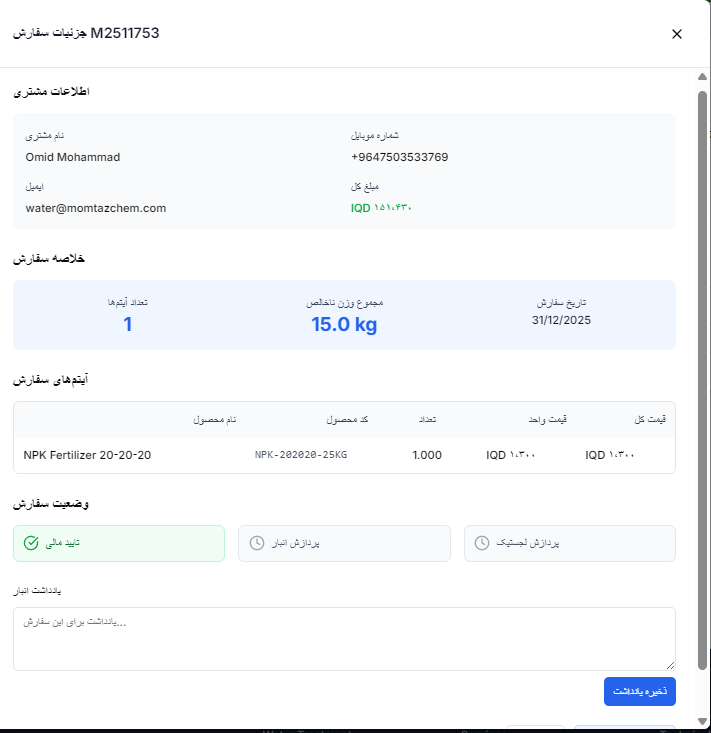 جزئیات سفارش M2511753
اطلاعات مشتری
نام مشتری
Omid Mohammad
شماره موبایل
+9647503533769
ایمیل
water@momtazchem.com
مبلغ کل
IQD ۱۵۱،۴۳۰
خلاصه سفارش
تعداد آیتم‌ها
1
مجموع وزن ناخالص
15.0 kg
تاریخ سفارش
31/12/2025
آیتم‌های سفارش
نام محصول کد محصول تعداد قیمت واحد قیمت کل
NPK Fertilizer 20-20-20 NPK-202020-25KG 1.000 IQD ۱،۳۰۰ IQD ۱،۳۰۰
وضعیت سفارش
تایید مالی
پردازش انبار
پردازش لجستیک
یادداشت انبار
یادداشت برای این سفارش...
ذخیره یادداشت